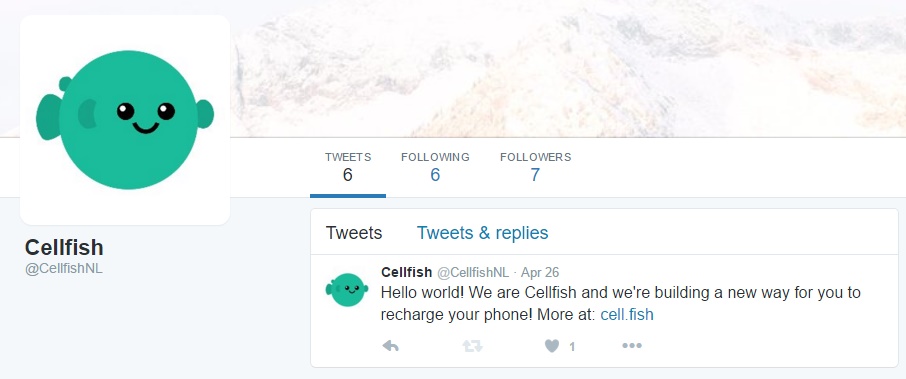 TWEETS FOLLOWING FOLLOWERS
6 6 7
Cellfish
@CellfishNL
Tweets Tweets & replies
Cellfish @CellfishNL · Apr 26
Hello world! We are Cellfish and we're building a new way for you to
recharge your phone! More at: cell.fish
1